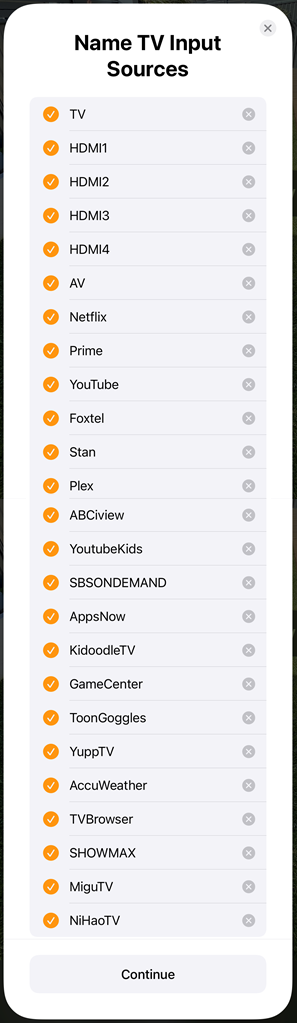 Name TV Input
Sources
TV
HDMI1
HDMI2
HDMI3
HDMI4
AV
Netflix
Prime
YouTube
Foxtel
Stan
Plex
ABCiview
YoutubeKids
SBSONDEMAND
AppsNow
KidoodleTV
GameCenter
ToonGoggles
YuppTV
AccuWeather
TVBrowser
SHOWMAX
MiguTV
NiHaoTV
Continue